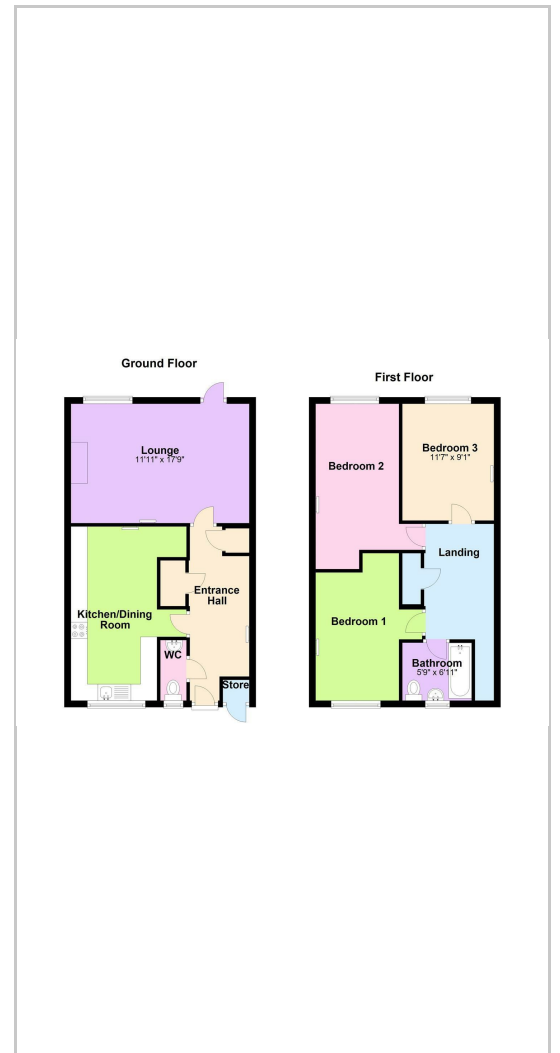 Ground Floor
Lounge
11'11" x 17'9"
Kitchen/Dining
Room
Entrance
Hall
WC
Store
First Floor
Bedroom 2
Bedroom 3
11'7" x 9'1"
Landing
Bedroom 1
Bathroom
5'9" x 6'11"